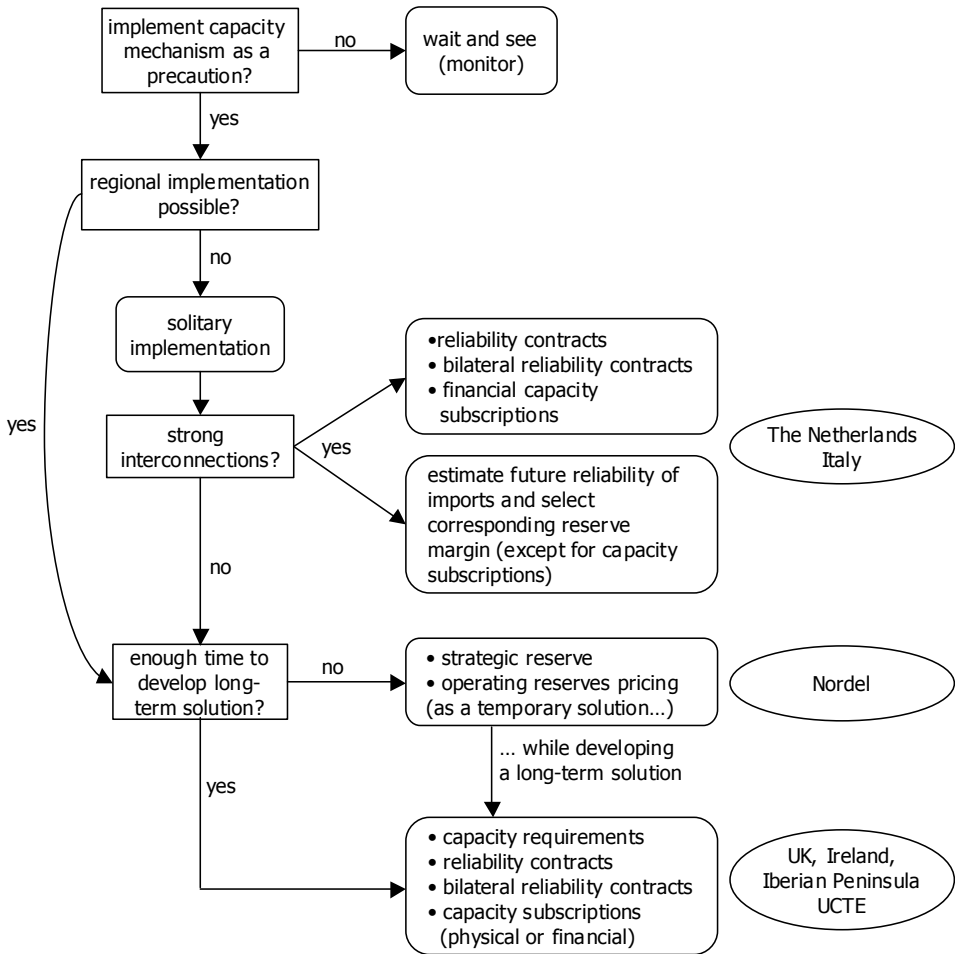 implement capacity
mechanism as a
precaution?
no
wait and see
(monitor)
yes
regional implementation
possible?
no
solitary
implementation
•reliability contracts
• bilateral reliability contracts
• financial capacity
subscriptions
yes
strong
interconnections?
yes
The Netherlands
Italy
estimate future reliability of
imports and select
corresponding reserve
margin (except for capacity
subscriptions)
no
enough time to
develop long-
term solution?
no
• strategic reserve
• operating reserves pricing
(as a temporary solution...)
Nordel
... while developing
a long-term solution
yes
• capacity requirements
• reliability contracts
• bilateral reliability contracts
• capacity subscriptions
(physical or financial)
UK, Ireland,
Iberian Peninsula
UCTE